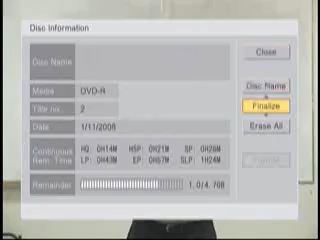 Disc Information
Close
Disc Name
Disc Name
Media DVD-R
Finalize
Title no. 2
Erase All
Date 1/11/2008
Continuous Rem. Time
HQ: 0H14M HSP: 0H21M SP: 0H28M
LP: 0H43M EP: 0H57M SLP: 1H24M
Remainder 1.0/4.7GB